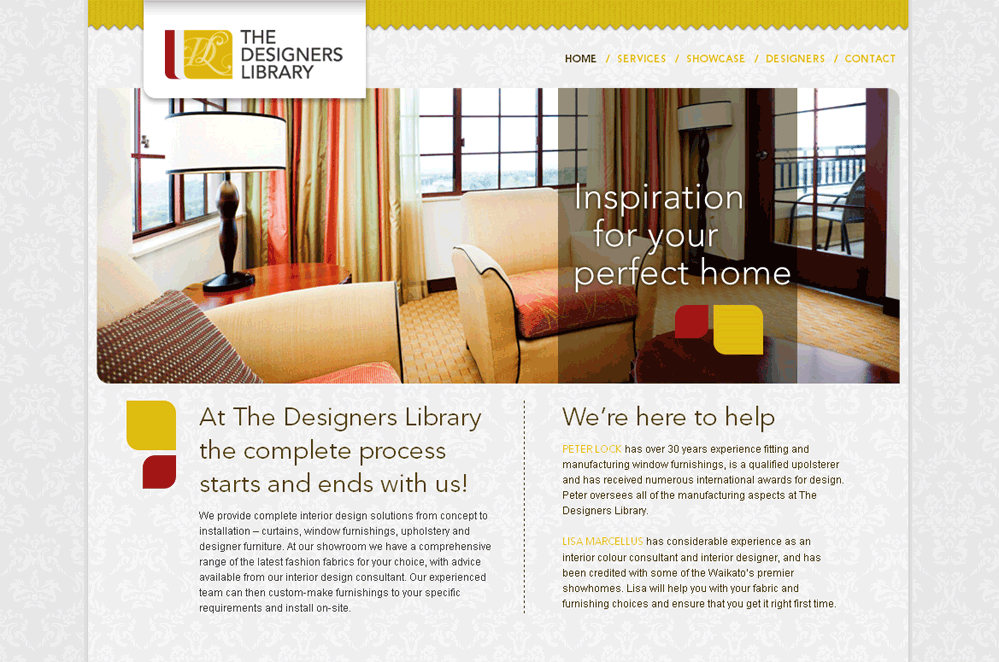 THE
DESIGNERS
LIBRARY
HOME / SERVICES / SHOWCASE / DESIGNERS / CONTACT
Inspiration
for your
perfect home
At The Designers Library
the complete process
starts and ends with us!
We provide complete interior design solutions from concept to
installation – curtains, window furnishings, upholstery and
designer furniture. At our showroom we have a comprehensive
range of the latest fashion fabrics for your choice, with advice
available from our interior design consultant. Our experienced
team can then custom-make furnishings to your specific
requirements and install on-site.
We're here to help
PETER LOCK has over 30 years experience fitting and
manufacturing window furnishings, is a qualified upolsterer
and has received numerous international awards for design.
Peter oversees all of the manufacturing aspects at The
Designers Library.
LISA MARCELLUS has considerable experience as an
interior colour consultant and interior designer, and has
been credited with some of the Waikato's premier
showhomes. Lisa will help you with your fabric and
furnishing choices and ensure that you get it right first time.